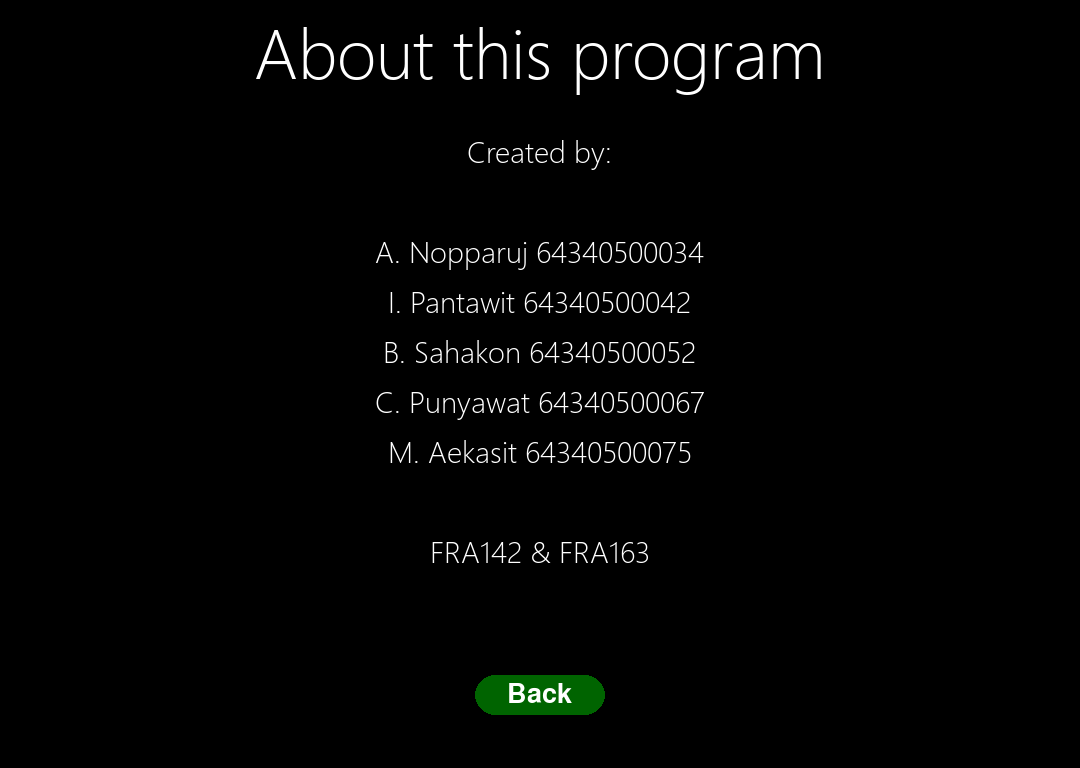 About this program
Created by:
A. Nopparuj 64340500034
I. Pantawit 64340500042
B. Sahakon 64340500052
C. Punyawat 64340500067
M. Aekasit 64340500075
FRA142 & FRA163
Back